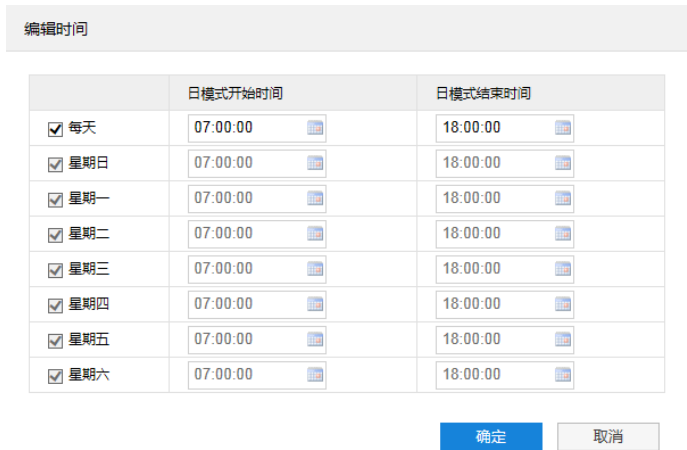 编辑时间
日模式开始时间 日模式结束时间
每天 07:00:00 18:00:00
星期日 07:00:00 18:00:00
星期一 07:00:00 18:00:00
星期二 07:00:00 18:00:00
星期三 07:00:00 18:00:00
星期四 07:00:00 18:00:00
星期五 07:00:00 18:00:00
星期六 07:00:00 18:00:00
确定 取消